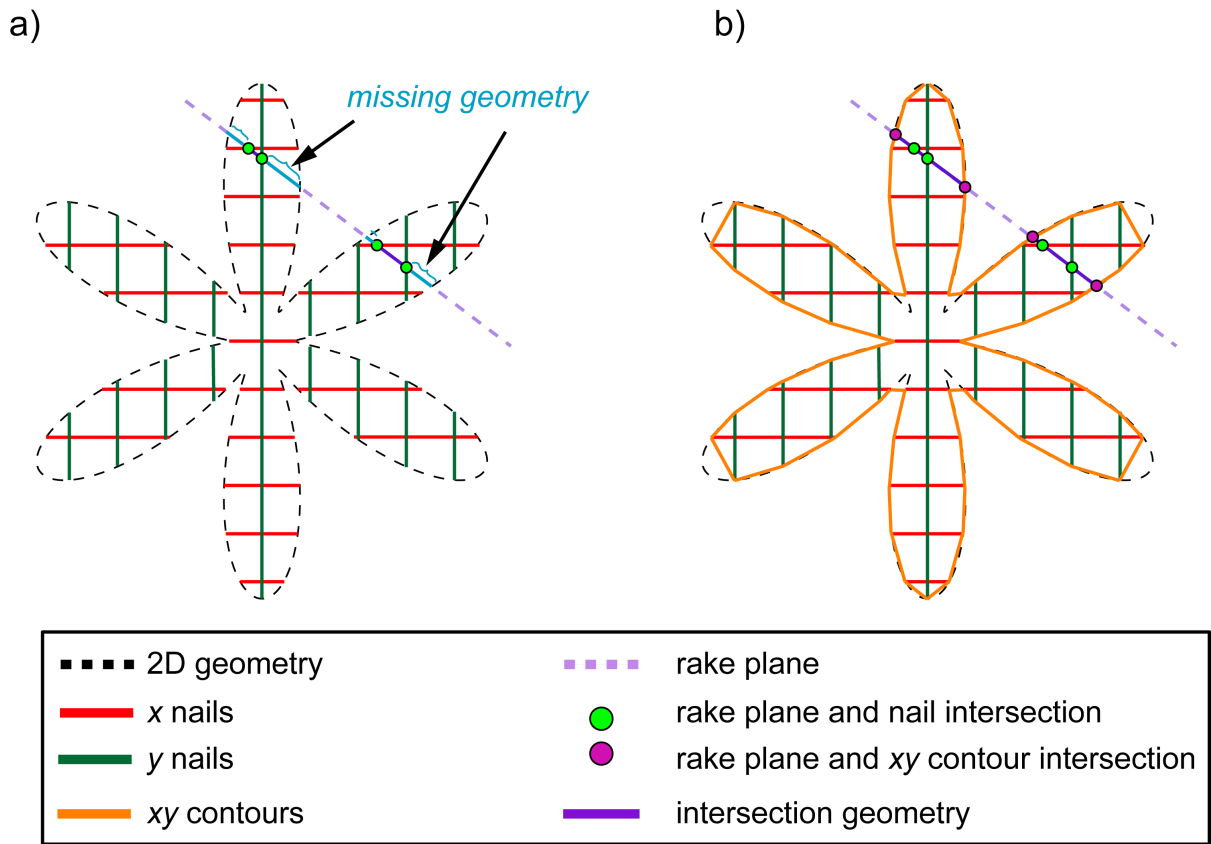 a)
b)
missing geometry
2D geometry
x nails
y nails
xy contours
rake plane
rake plane and nail intersection
rake plane and xy contour intersection
intersection geometry